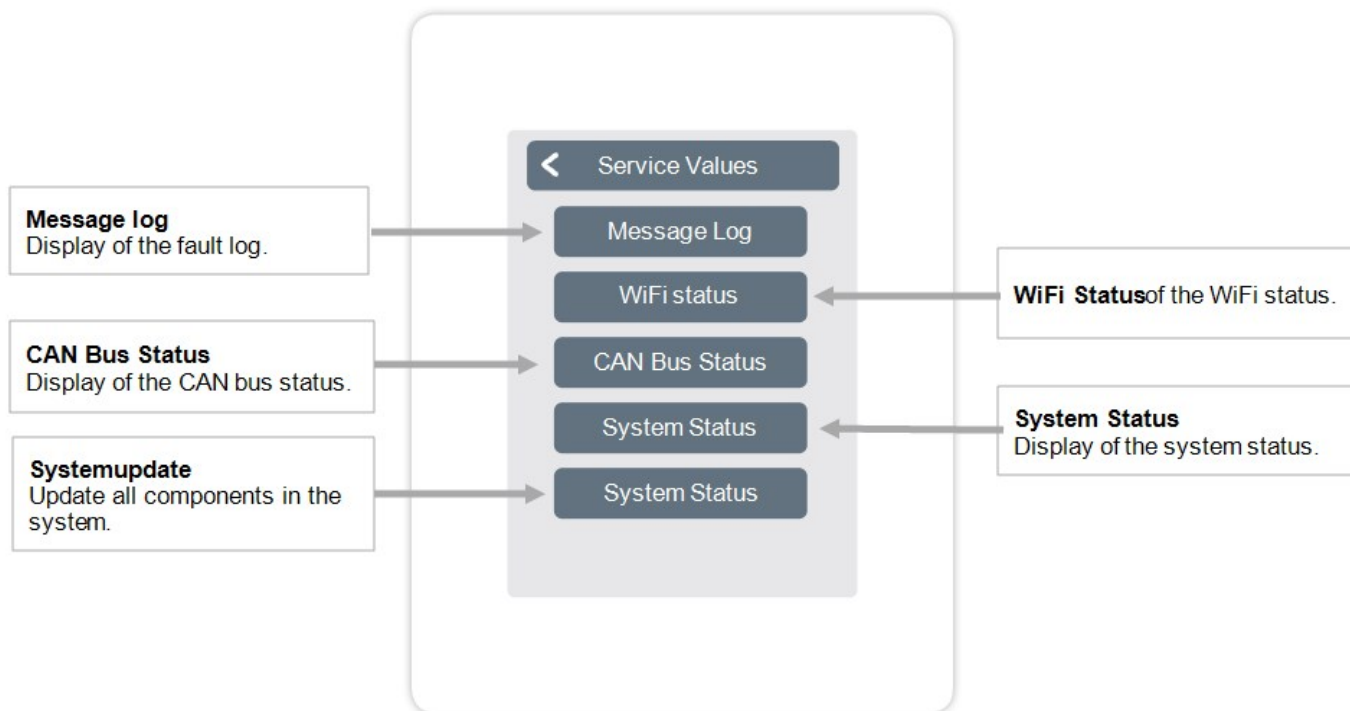 Service Values
Message log
Display of the fault log.
Message Log
WiFi status
WiFi Statusof the WiFi status.
CAN Bus Status
Display of the CAN bus status.
CAN Bus Status
System Status
System Status
Display of the system status.
Systemupdate
Update all components in the
system.
System Status